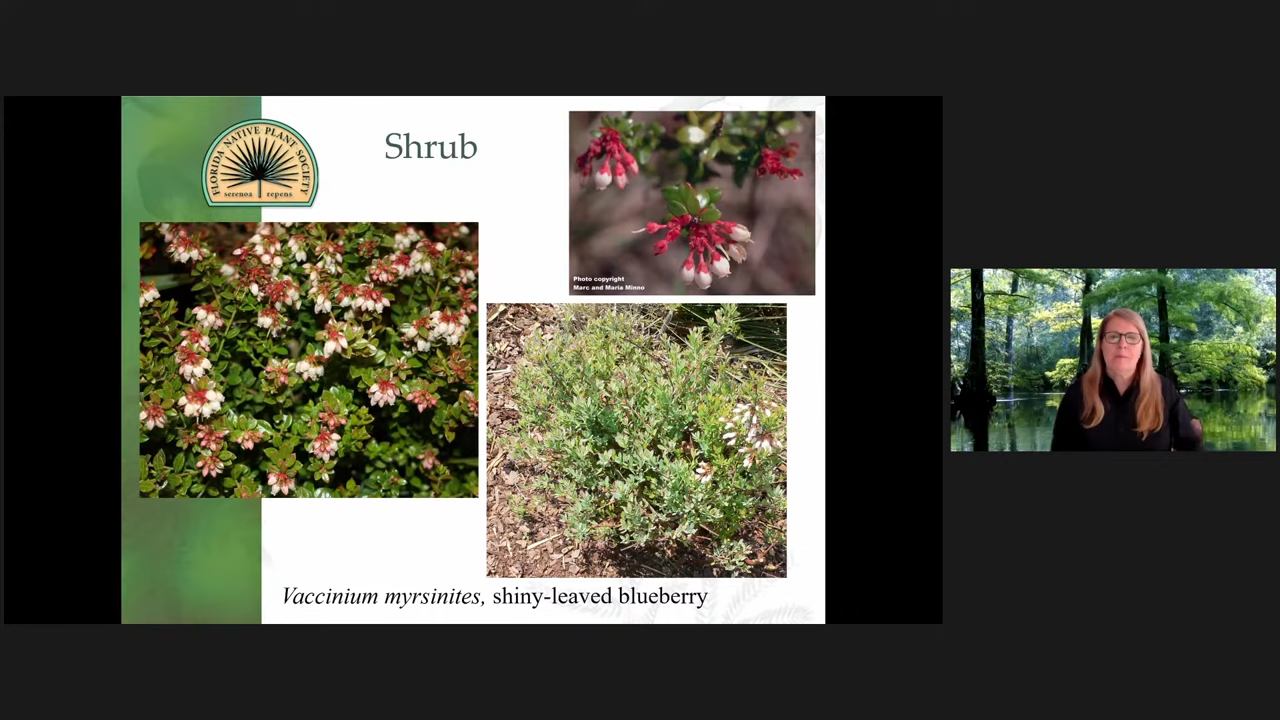 FLORIDA NATIVE PLANT SOCIETY
serenoa repens
Shrub
Photo copyright
Marc and Maria Minno
Vaccinium myrsinites, shiny-leaved blueberry